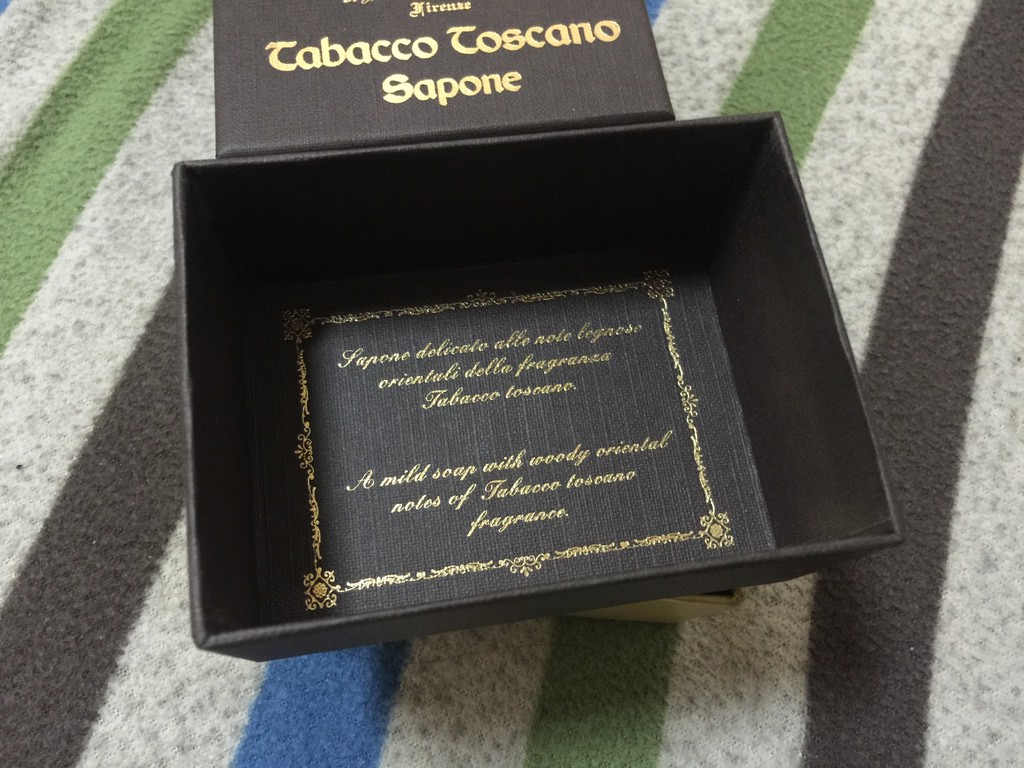 Firenze
Tabacco Toscano
Sapone
Sapone delicato alle note legnose
orientali della fragranza
Tabacco toscano.
A mild soap with woody oriental
notes of Tabacco toscano
fragrance.